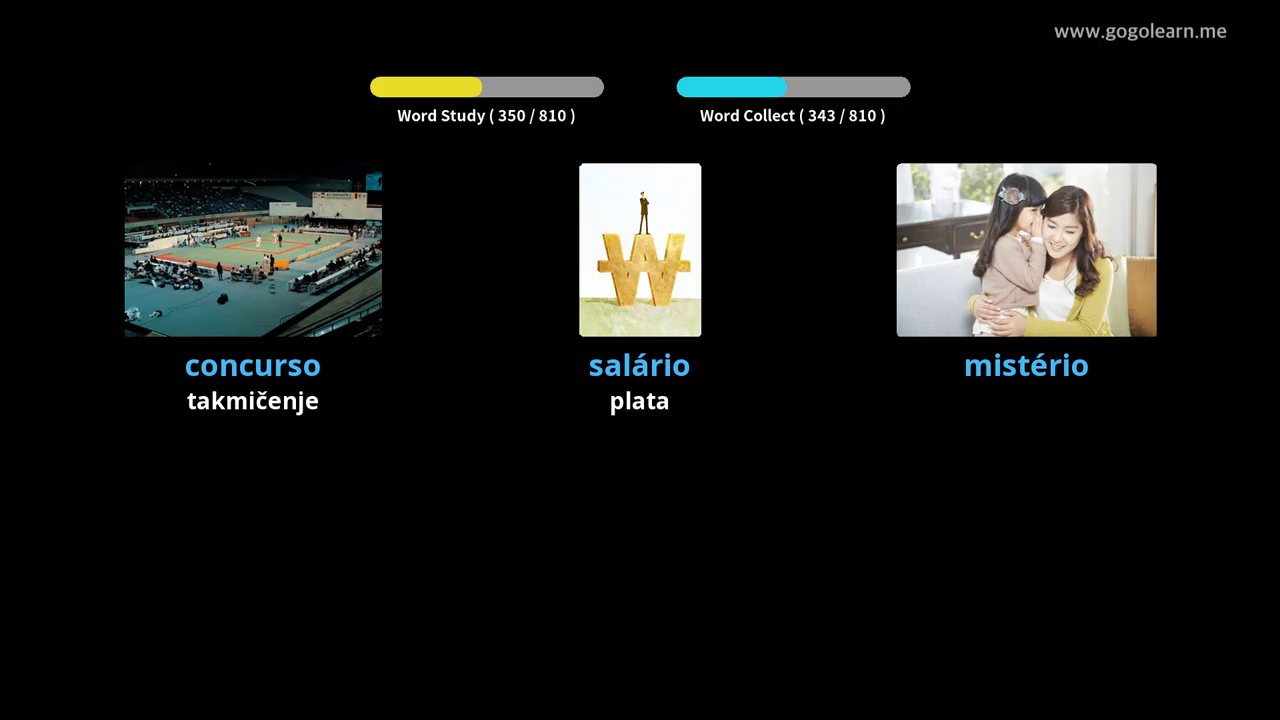 www.gogolearn.me
Word Study ( 350 / 810 )
Word Collect ( 343 / 810 )
concurso
takmičenje
salário
plata
mistério